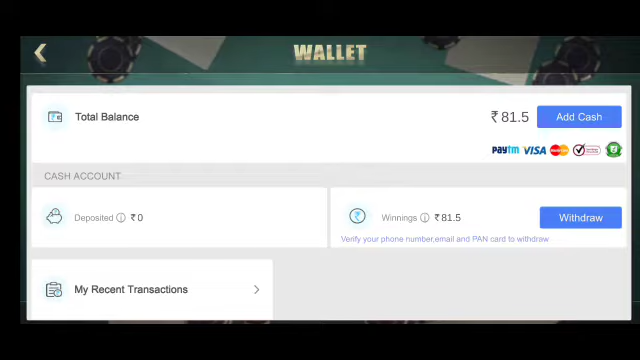 WALLET
Total Balance
₹ 81.5
Add Cash
Paytm VISA
CASH ACCOUNT
Deposited ₹ 0
Winnings ₹ 81.5
Withdraw
Verify your phone number,email and PAN card to withdraw
My Recent Transactions